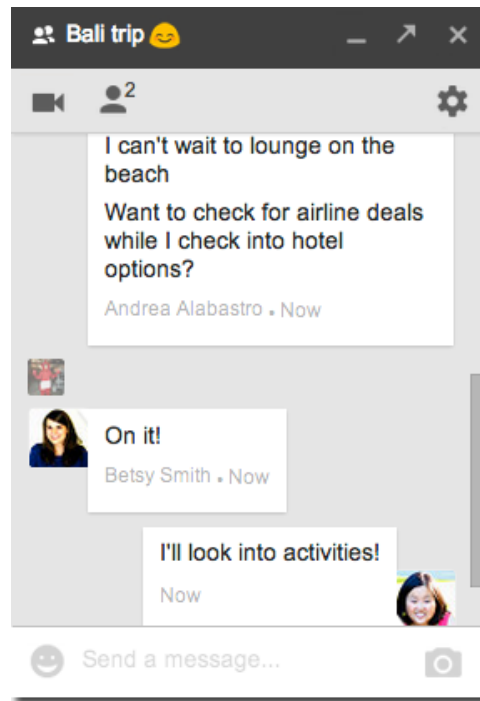 Bali trip 😊
2
I can't wait to lounge on the
beach
Want to check for airline deals
while I check into hotel
options?
Andrea Alabastro • Now
On it!
Betsy Smith • Now
I'll look into activities!
Now
Send a message...